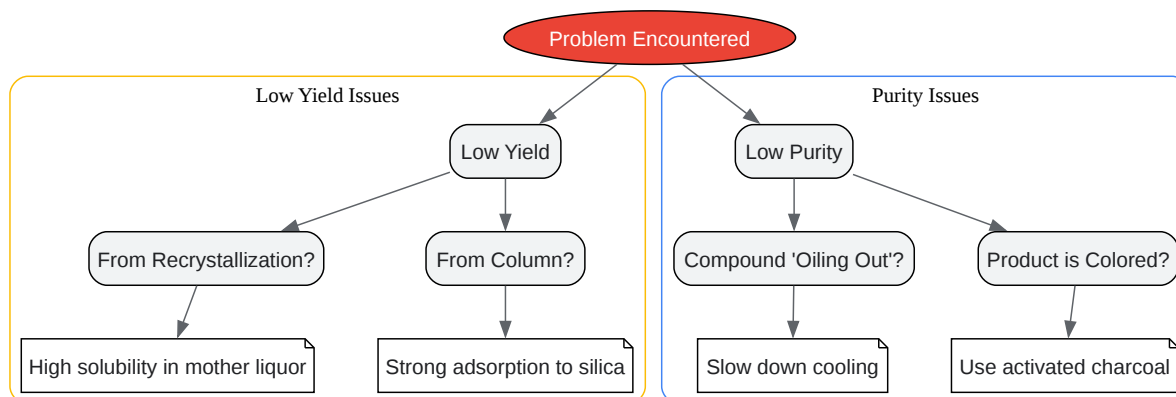 Problem Encountered
Low Yield Issues
Purity Issues
Low Yield
Low Purity
From Recrystallization?
From Column?
Compound 'Oiling Out'?
Product is Colored?
High solubility in mother liquor
Strong adsorption to silica
Slow down cooling
Use activated charcoal